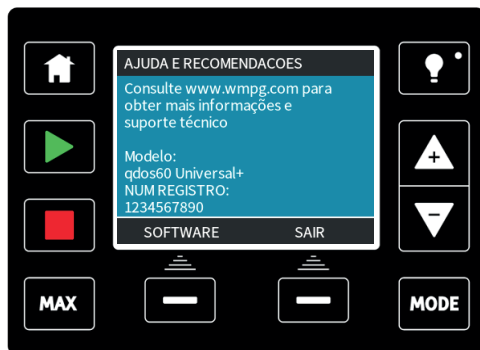 AJUDA E RECOMENDACOES
Consulte www.wmpg.com para
obter mais informações e
suporte técnico
Modelo:
qdos60 Universal+
NUM REGISTRO:
1234567890
SOFTWARE SAIR
+
−
MAX
MODE